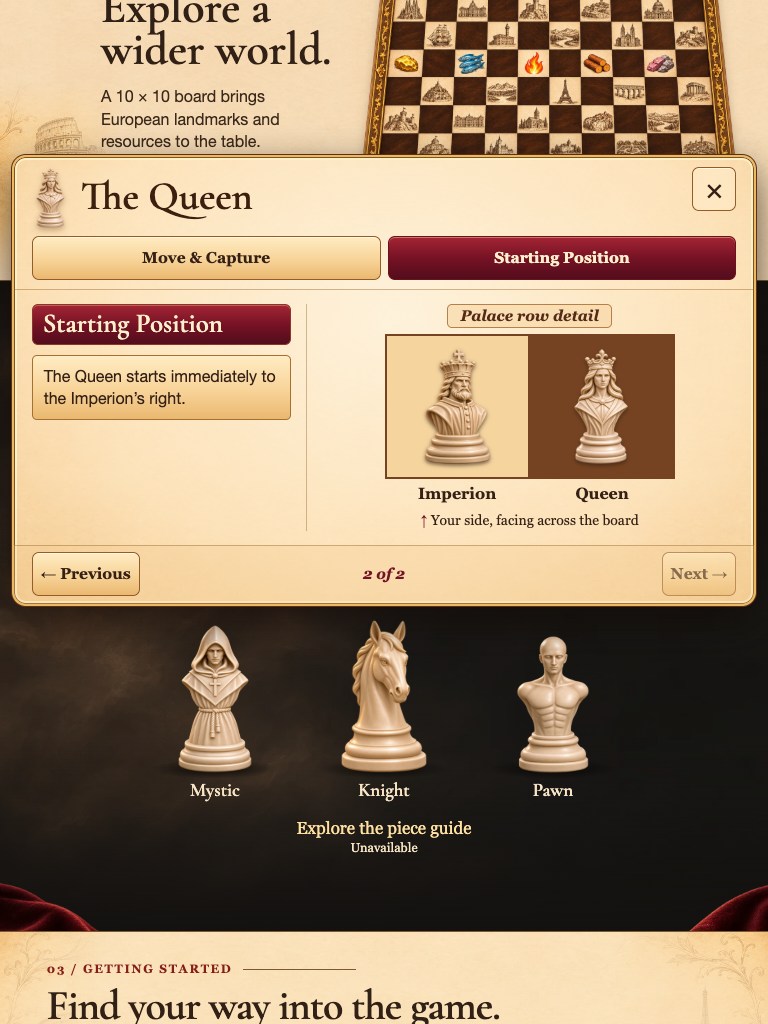 Explore a
wider world.
A 10 × 10 board brings
European landmarks and
resources to the table.
The Queen
×
Move & Capture
Starting Position
Starting Position
The Queen starts immediately to
the Imperion’s right.
Palace row detail
Imperion
Queen
↑ Your side, facing across the board
← Previous
2 of 2
Next →
Mystic
Knight
Pawn
Explore the piece guide
Unavailable
03 / GETTING STARTED
Find your way into the game.